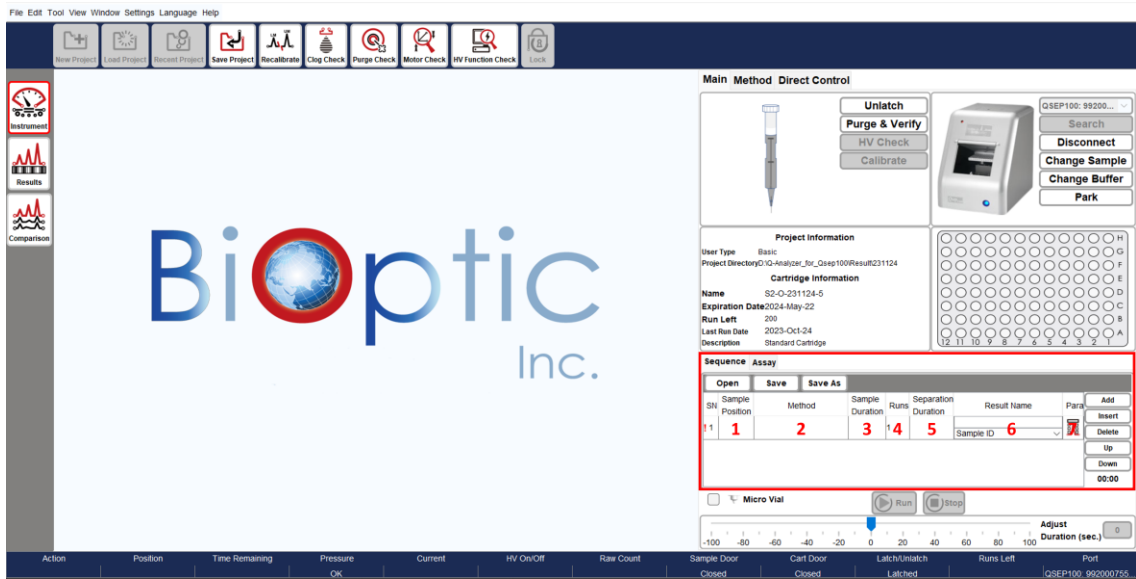 File Edit Tool View Window Settings Language Help
New Project Load Project Recent Project Save Project Recalibrate Clog Check Purge Check Motor Check HV Function Check Lock
Instrument
Results
Comparison
BiOptic
Inc.
Main Method Direct Control
Unlatch
Purge & Verify
HV Check
Calibrate
QSEP100: 99200...
Search
Disconnect
Change Sample
Change Buffer
Park
Project Information
User Type Basic
Project Directory D:\Q-Analyzer_for_Qsep100\Result\231124
Cartridge Information
Name S2-O-231124-5
Expiration Date 2024-May-22
Run Left 200
Last Run Date 2023-Oct-24
Description Standard Cartridge
H
G
F
E
D
C
B
A
12 11 10 9 8 7 6 5 4 3 2 1
Sequence Assay
Open Save Save As
SN Sample Position Method Sample Duration Runs Separation Duration Result Name Para
! 1 1 2 3 1 4 5 Sample ID 6 7
Add
Insert
Delete
Up
Down
00:00
Micro Vial Run Stop
-100 -80 -60 -40 -20 0 20 40 60 80 100
Adjust Duration (sec.) 0
Action Position Time Remaining Pressure Current HV On/Off Raw Count Sample Door Cart Door Latch/Unlatch Runs Left Port
OK Closed Closed Latched QSEP100: 992000755